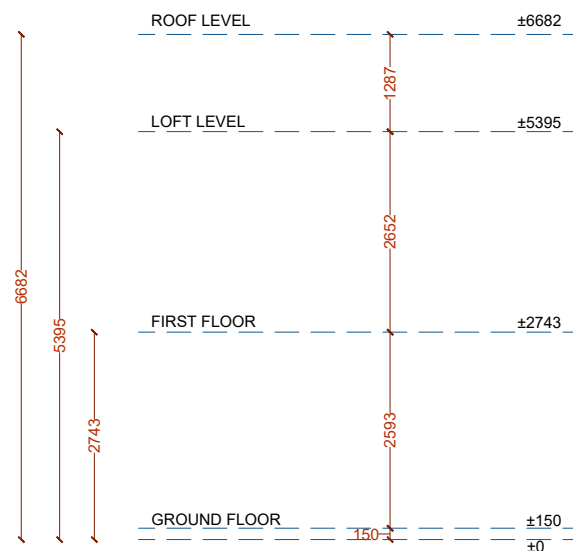 ROOF LEVEL ±6682
1287
LOFT LEVEL ±5395
2652
6682
5395
FIRST FLOOR ±2743
2743
2593
GROUND FLOOR ±150
150
±0